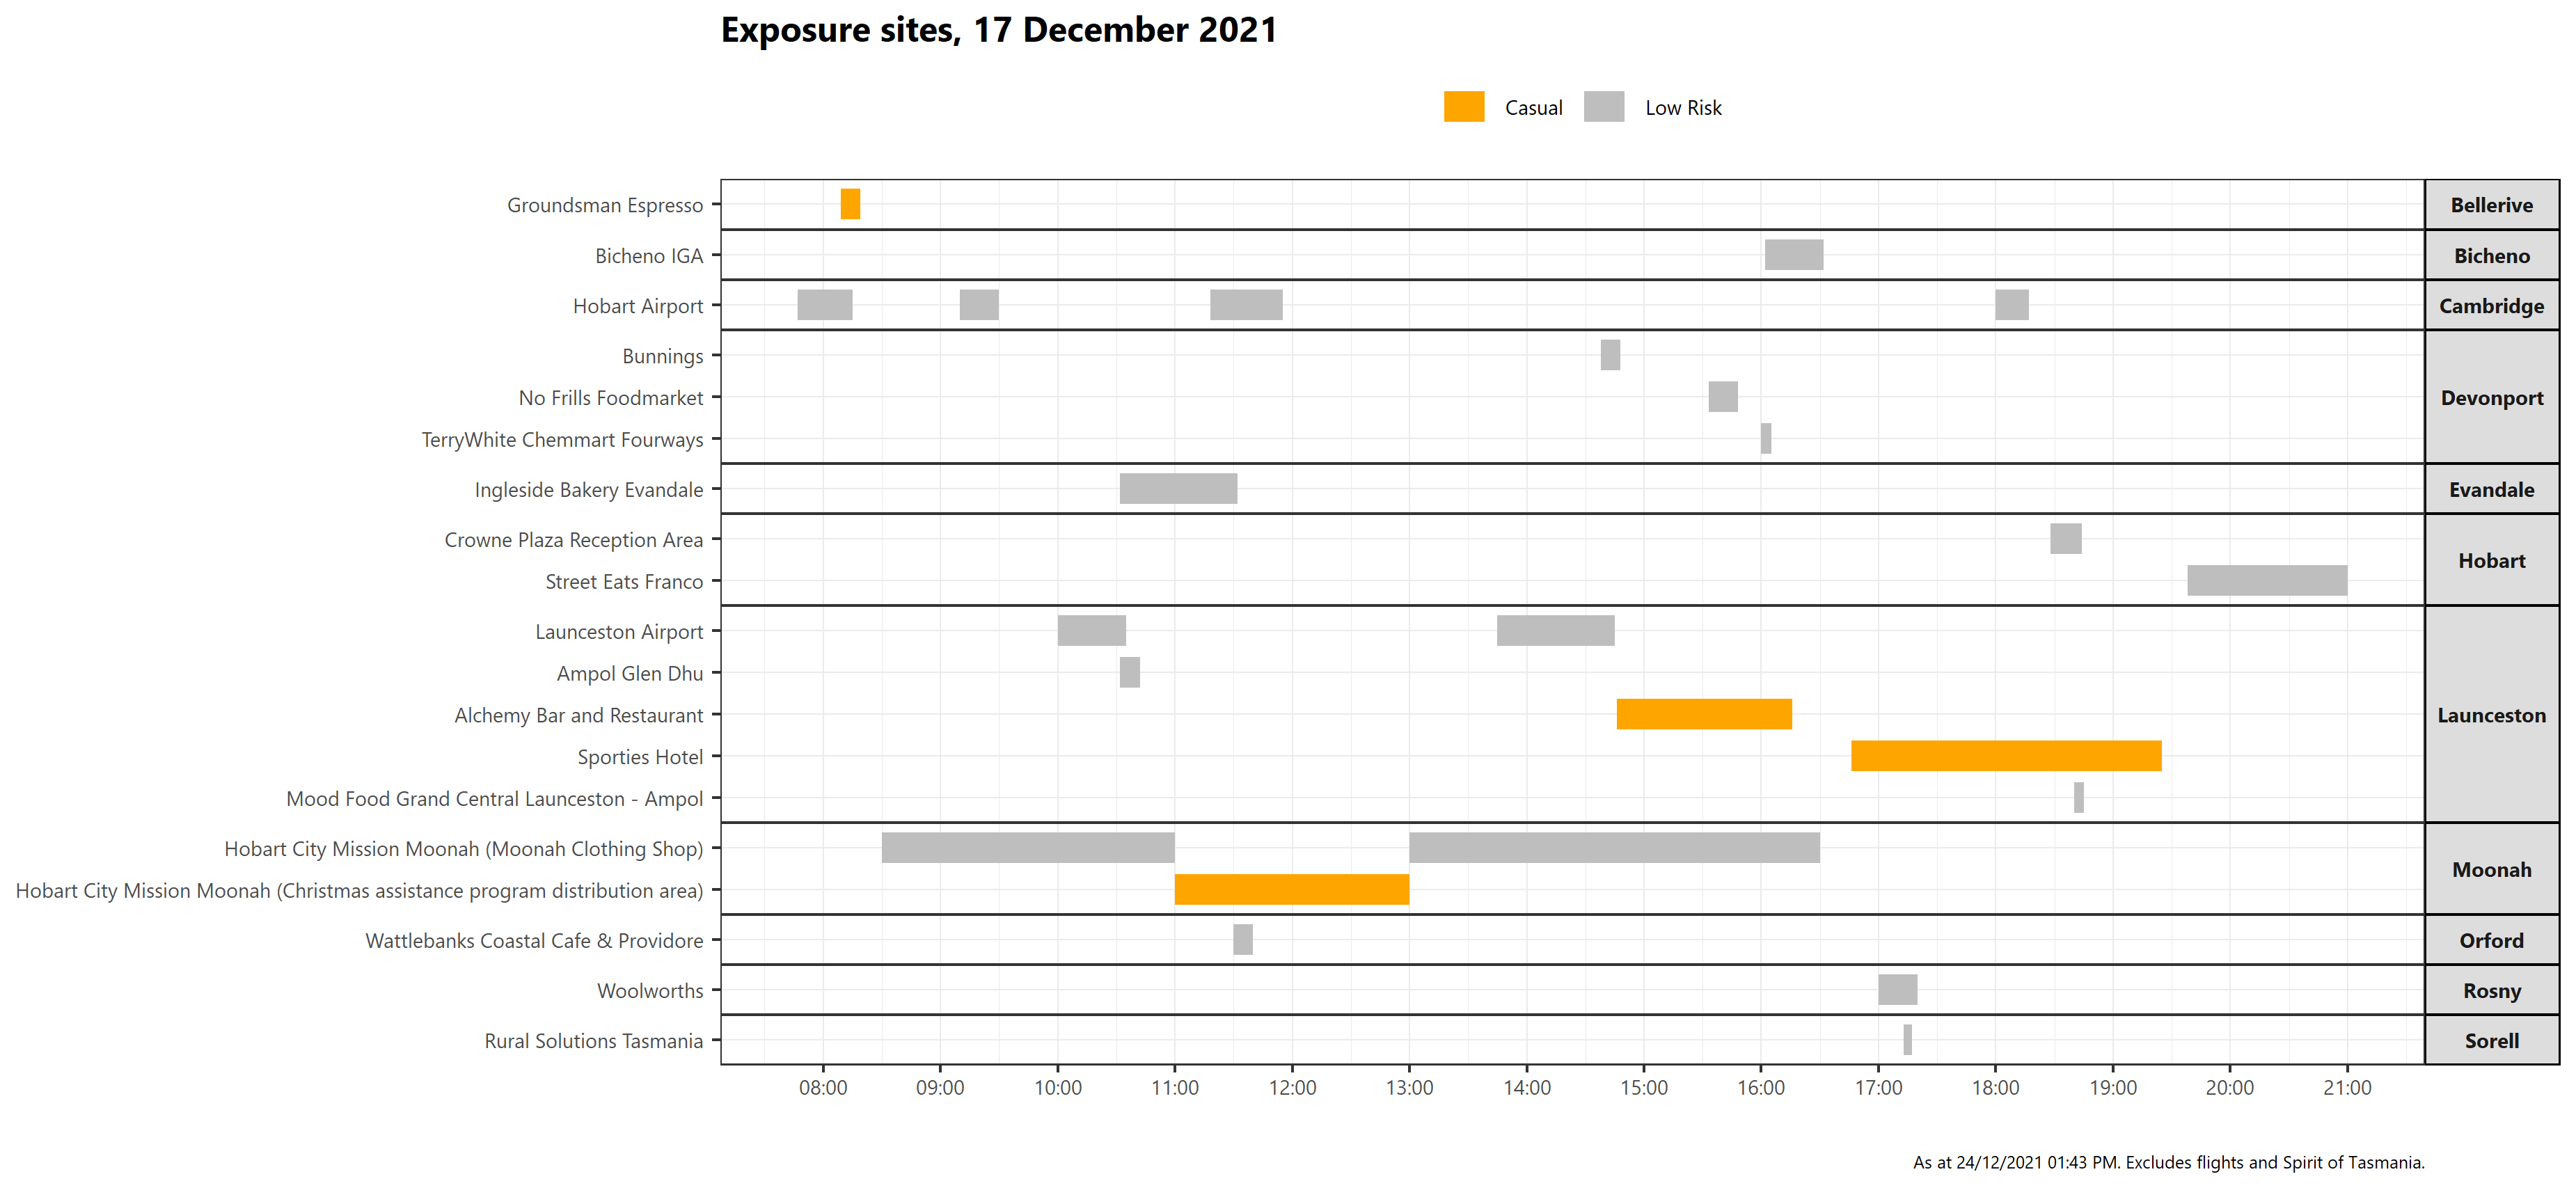 Exposure sites, 17 December 2021
Casual
Low Risk
Groundsman Espresso
Bellerive
Bicheno IGA
Bicheno
Hobart Airport
Cambridge
Bunnings
No Frills Foodmarket
TerryWhite Chemmart Fourways
Devonport
Ingleside Bakery Evandale
Evandale
Crowne Plaza Reception Area
Street Eats Franco
Hobart
Launceston Airport
Ampol Glen Dhu
Alchemy Bar and Restaurant
Sporties Hotel
Mood Food Grand Central Launceston - Ampol
Launceston
Hobart City Mission Moonah (Moonah Clothing Shop)
Hobart City Mission Moonah (Christmas assistance program distribution area)
Moonah
Wattlebanks Coastal Cafe & Providore
Orford
Woolworths
Rosny
Rural Solutions Tasmania
Sorell
08:00 09:00 10:00 11:00 12:00 13:00 14:00 15:00 16:00 17:00 18:00 19:00 20:00 21:00
As at 24/12/2021 01:43 PM. Excludes flights and Spirit of Tasmania.